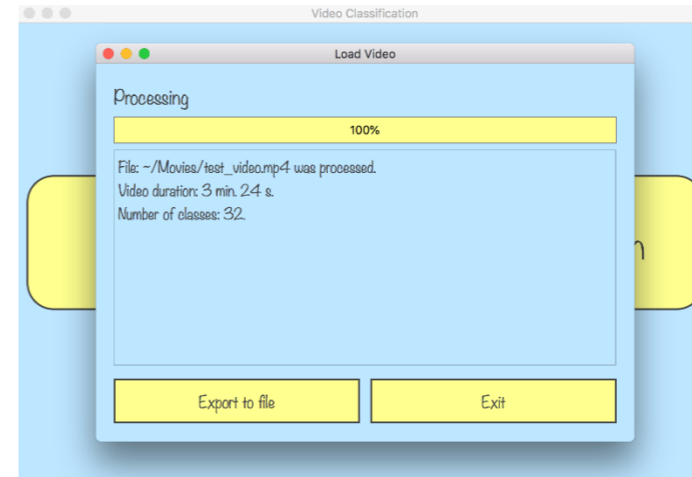 Video Classification
Load Video
Processing
100%
File: ~/Movies/test_video.mp4 was processed.
Video duration: 3 min. 24 s.
Number of classes: 32.
Export to file
Exit